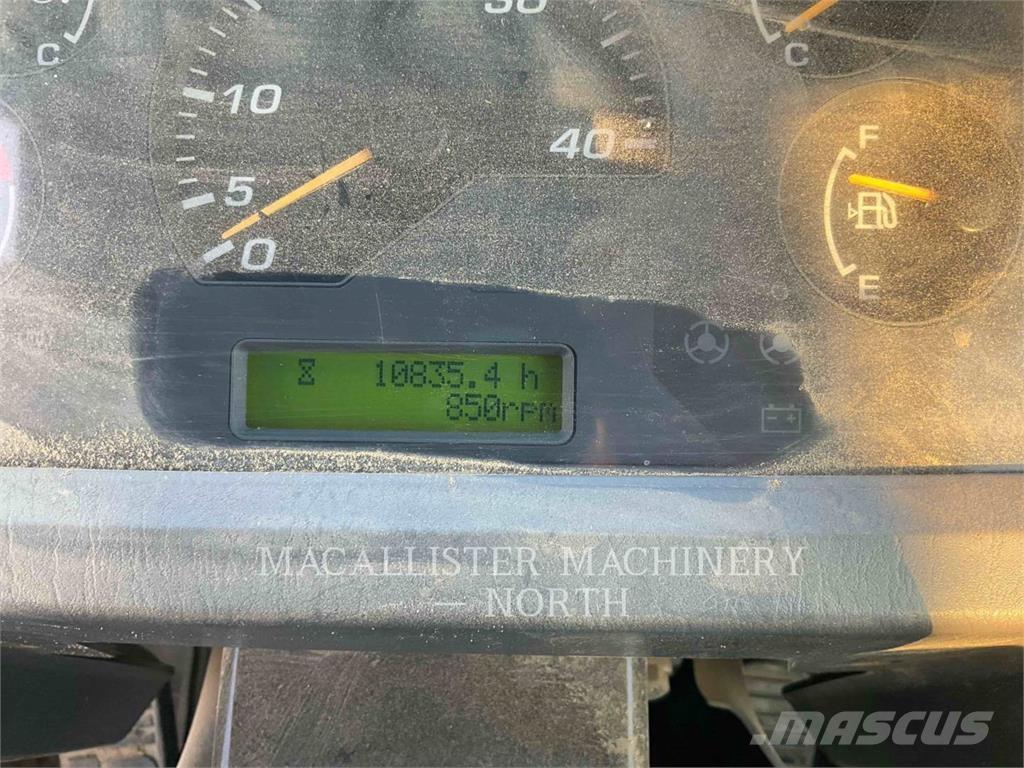 C
30
C
10
40
F
5
0
E
10835.4 h
850rpm
MACALLISTER MACHINERY
— NORTH
MASCUS